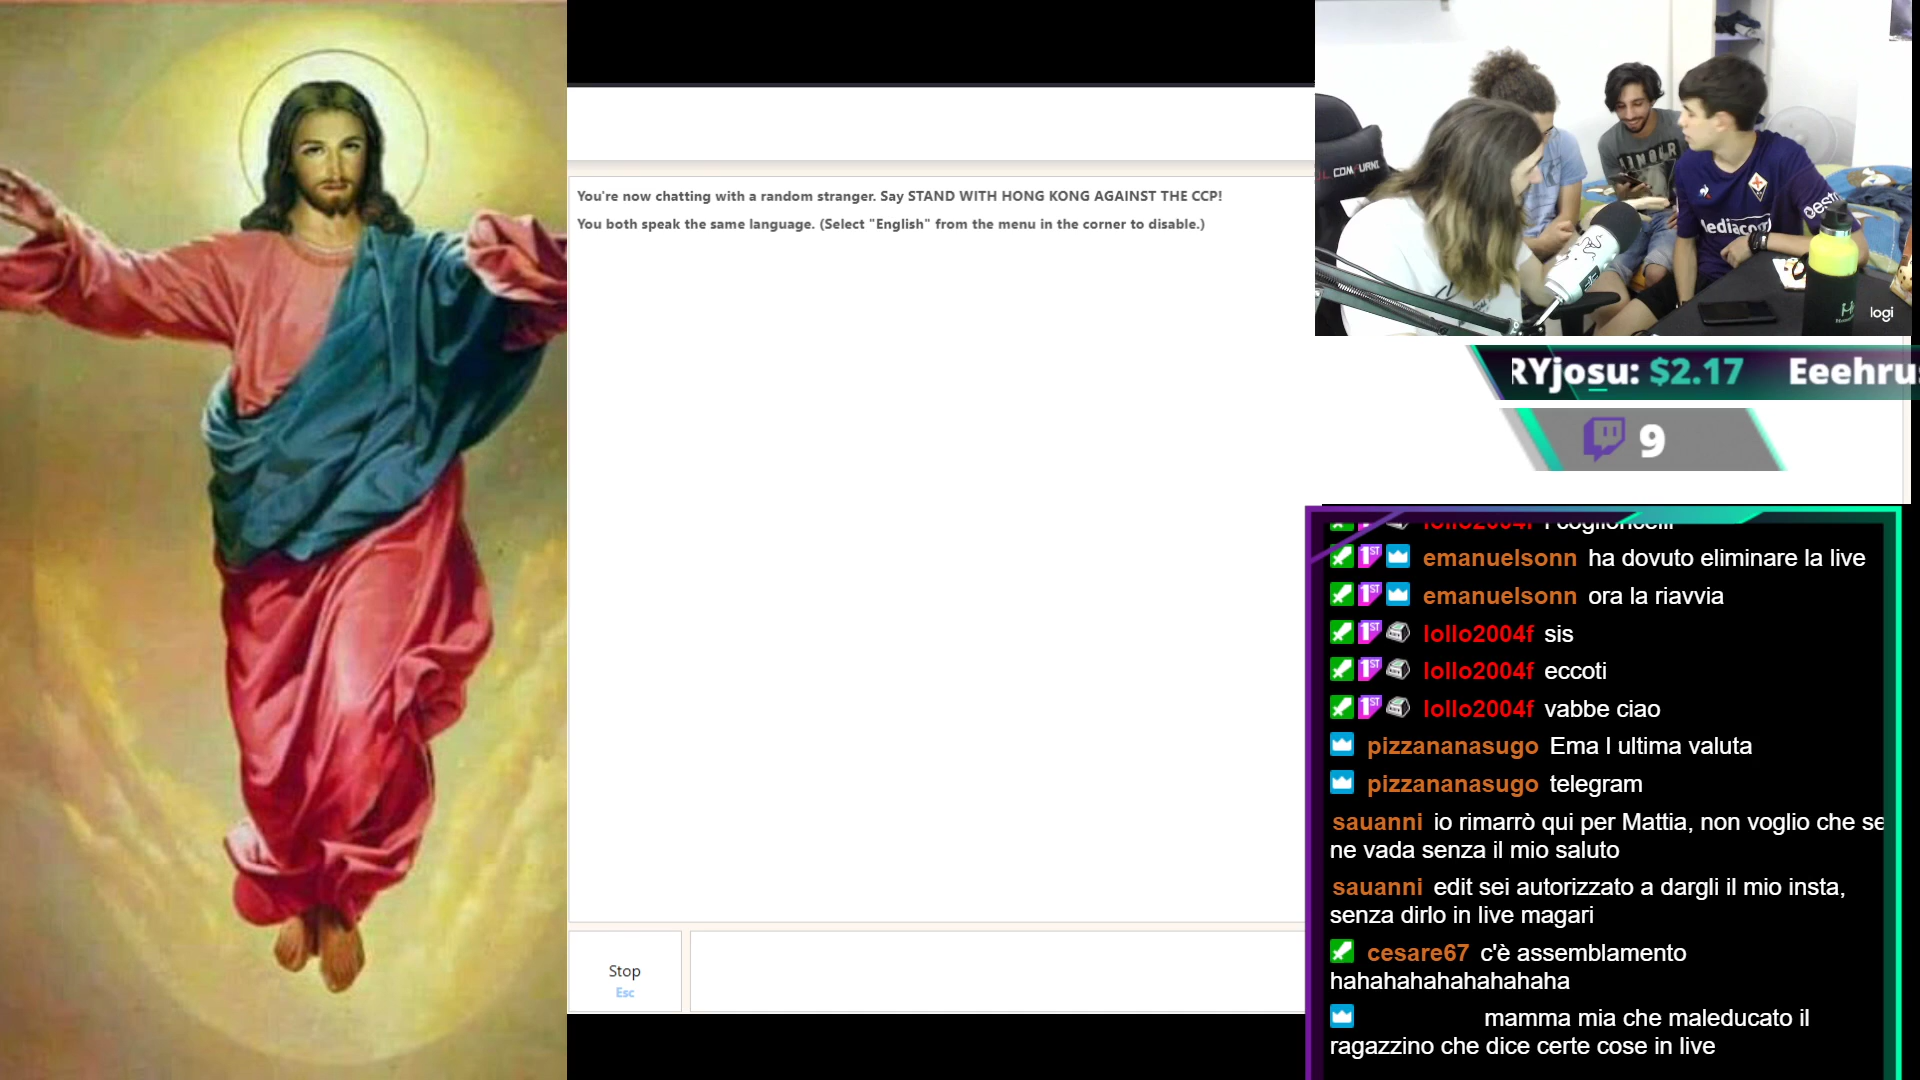 You're now chatting with a random stranger. Say STAND WITH HONG KONG AGAINST THE CCP!
You both speak the same language. (Select "English" from the menu in the corner to disable.)
Stop
Esc
logi
RYjosu: $2.17 Eeehru
9
lollo2004f i coglioncelli
emanuelsonn ha dovuto eliminare la live
emanuelsonn ora la riavvia
lollo2004f sis
lollo2004f eccoti
lollo2004f vabbe ciao
pizzananasugo Ema l ultima valuta
pizzananasugo telegram
sauanni io rimarrò qui per Mattia, non voglio che se
ne vada senza il mio saluto
sauanni edit sei autorizzato a dargli il mio insta,
senza dirlo in live magari
cesare67 c'è assemblamento
hahahahahahahahaha
mamma mia che maleducato il
ragazzino che dice certe cose in live